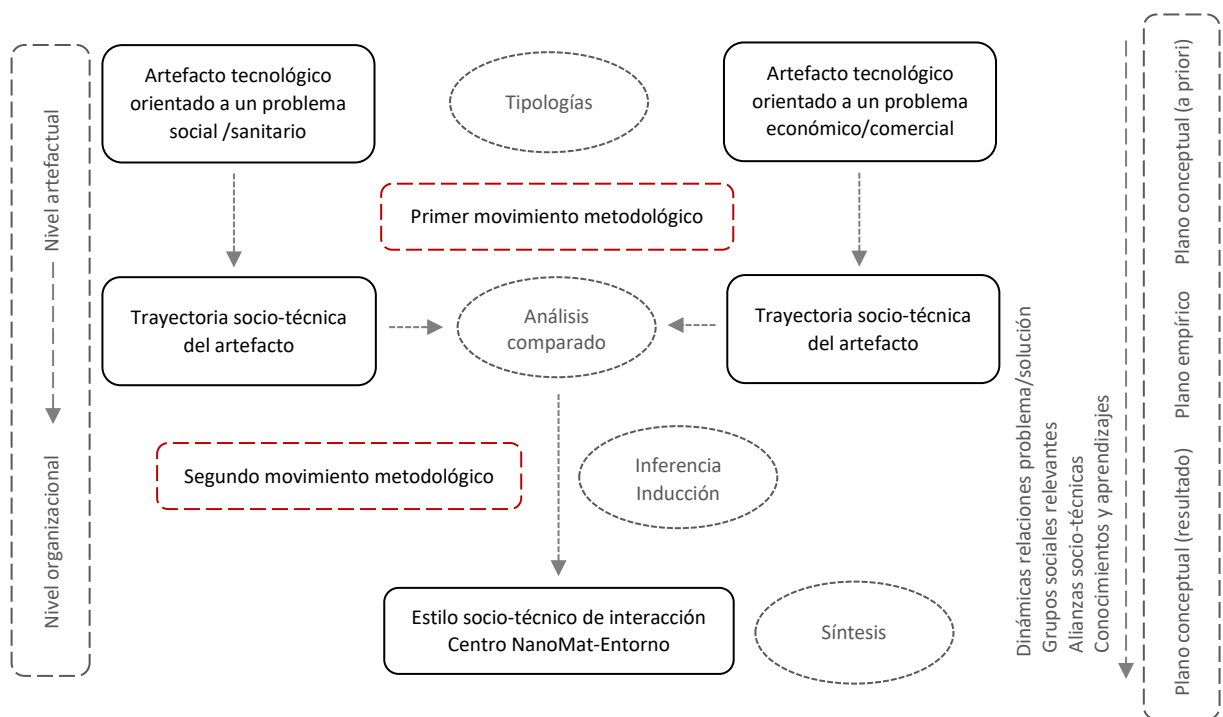 Artefacto tecnológico
orientado a un problema
social /sanitario
Tipologías
Artefacto tecnológico
orientado a un problema
económico/comercial
Primer movimiento metodológico
Trayectoria socio-técnica
del artefacto
Análisis
comparado
Trayectoria socio-técnica
del artefacto
Segundo movimiento metodológico
Inferencia
Inducción
Estilo socio-técnico de interacción
Centro NanoMat-Entorno
Síntesis
Nivel artefactual
Nivel organizacional
Dinámicas relaciones problema/solución
Grupos sociales relevantes
Alianzas socio-técnicas
Conocimientos y aprendizajes
Plano conceptual (a priori)
Plano empírico
Plano conceptual (resultado)